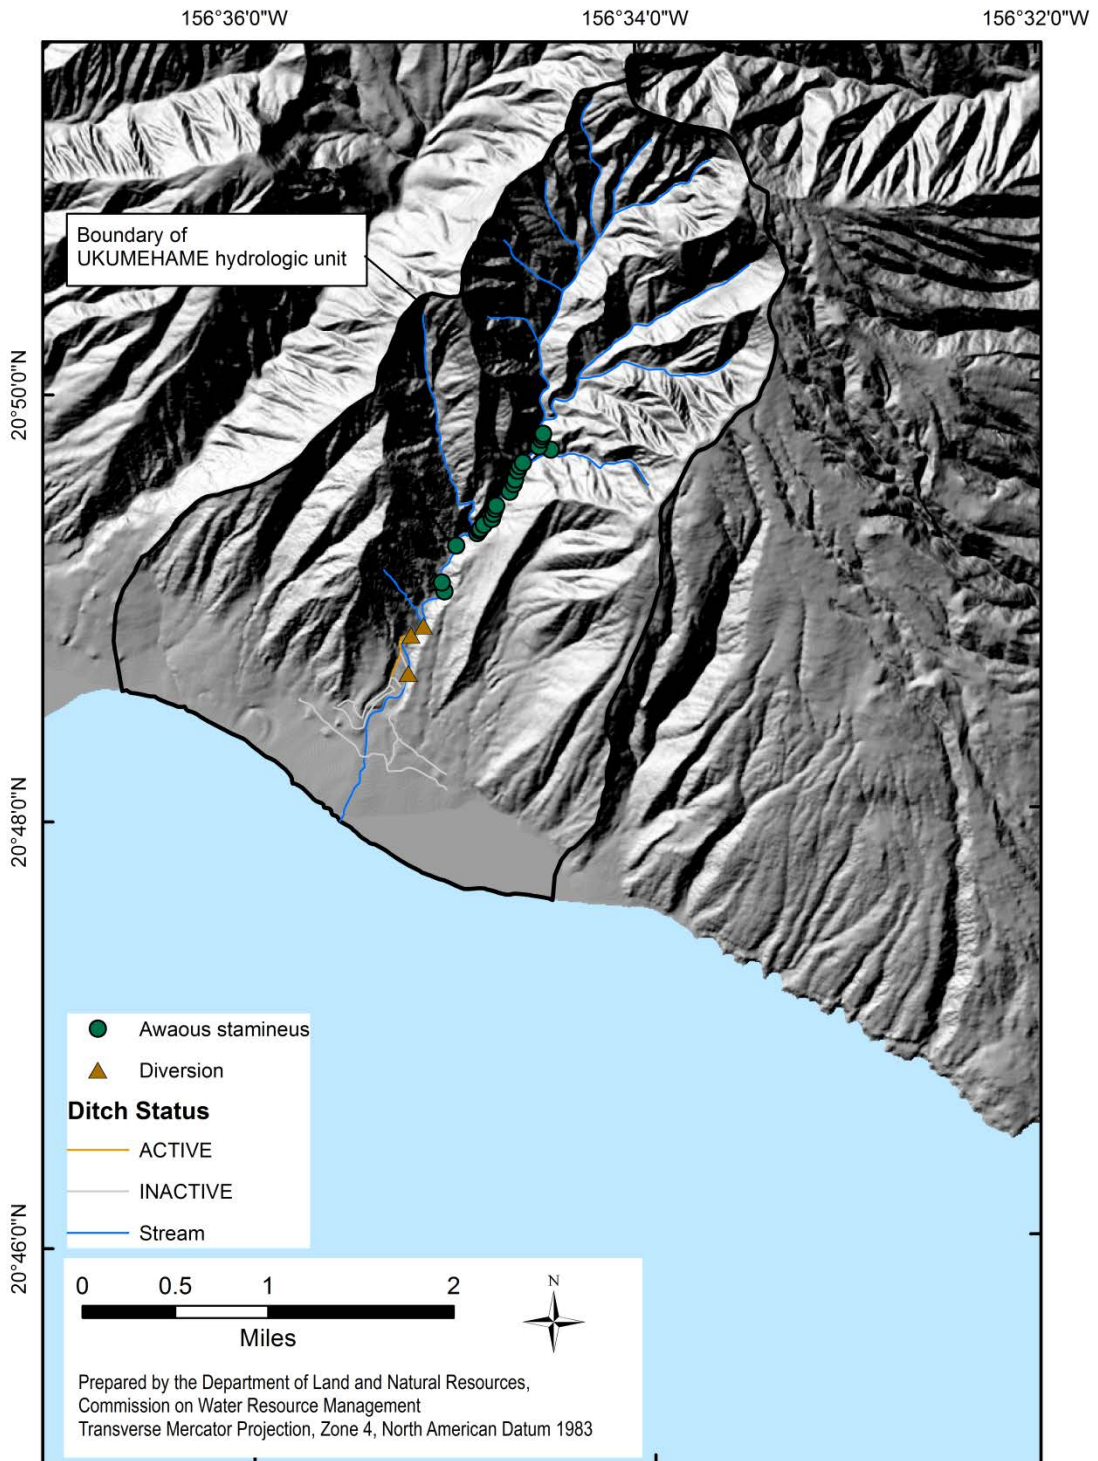 156°36'0"W
156°34'0"W
156°32'0"W
Boundary of
UKUMEHAME hydrologic unit
20°50'0"N
20°48'0"N
20°46'0"N
Awaous stamineus
Diversion
Ditch Status
ACTIVE
INACTIVE
Stream
0 0.5 1 2
Miles
N
Prepared by the Department of Land and Natural Resources,
Commission on Water Resource Management
Transverse Mercator Projection, Zone 4, North American Datum 1983